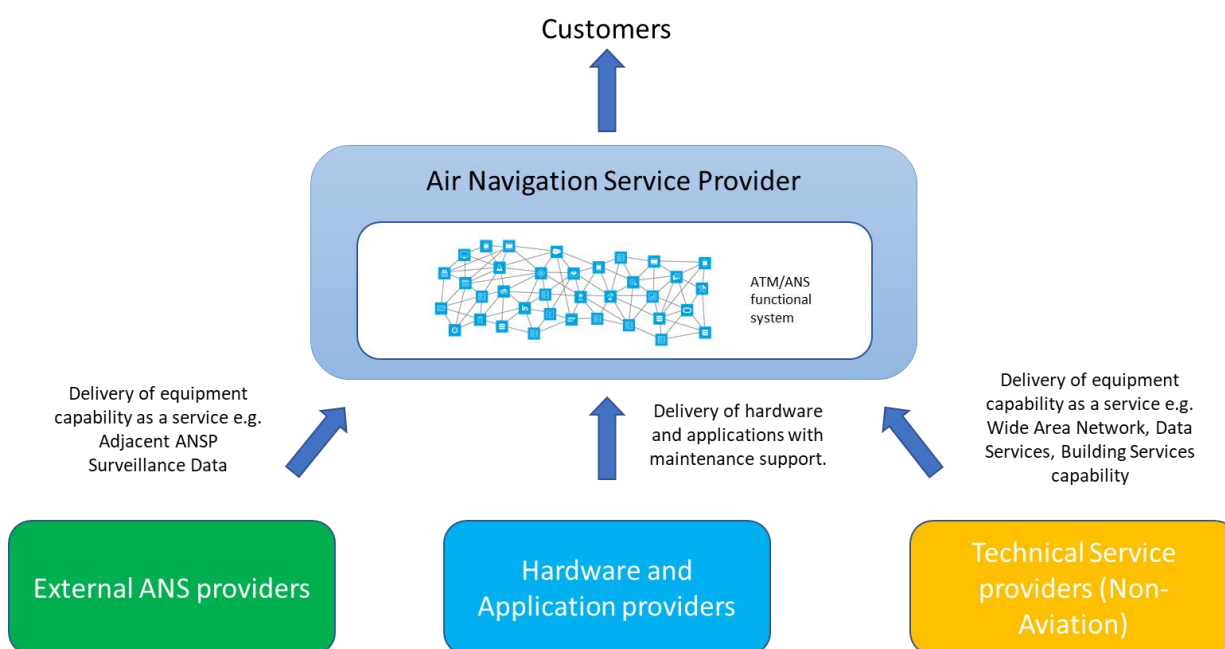 Customers
Air Navigation Service Provider
ATM/ANS
functional
system
Delivery of equipment
capability as a service e.g.
Adjacent ANSP
Surveillance Data
Delivery of hardware
and applications with
maintenance support.
Delivery of equipment
capability as a service e.g.
Wide Area Network, Data
Services, Building Services
capability
External ANS providers
Hardware and
Application providers
Technical Service
providers (Non-
Aviation)